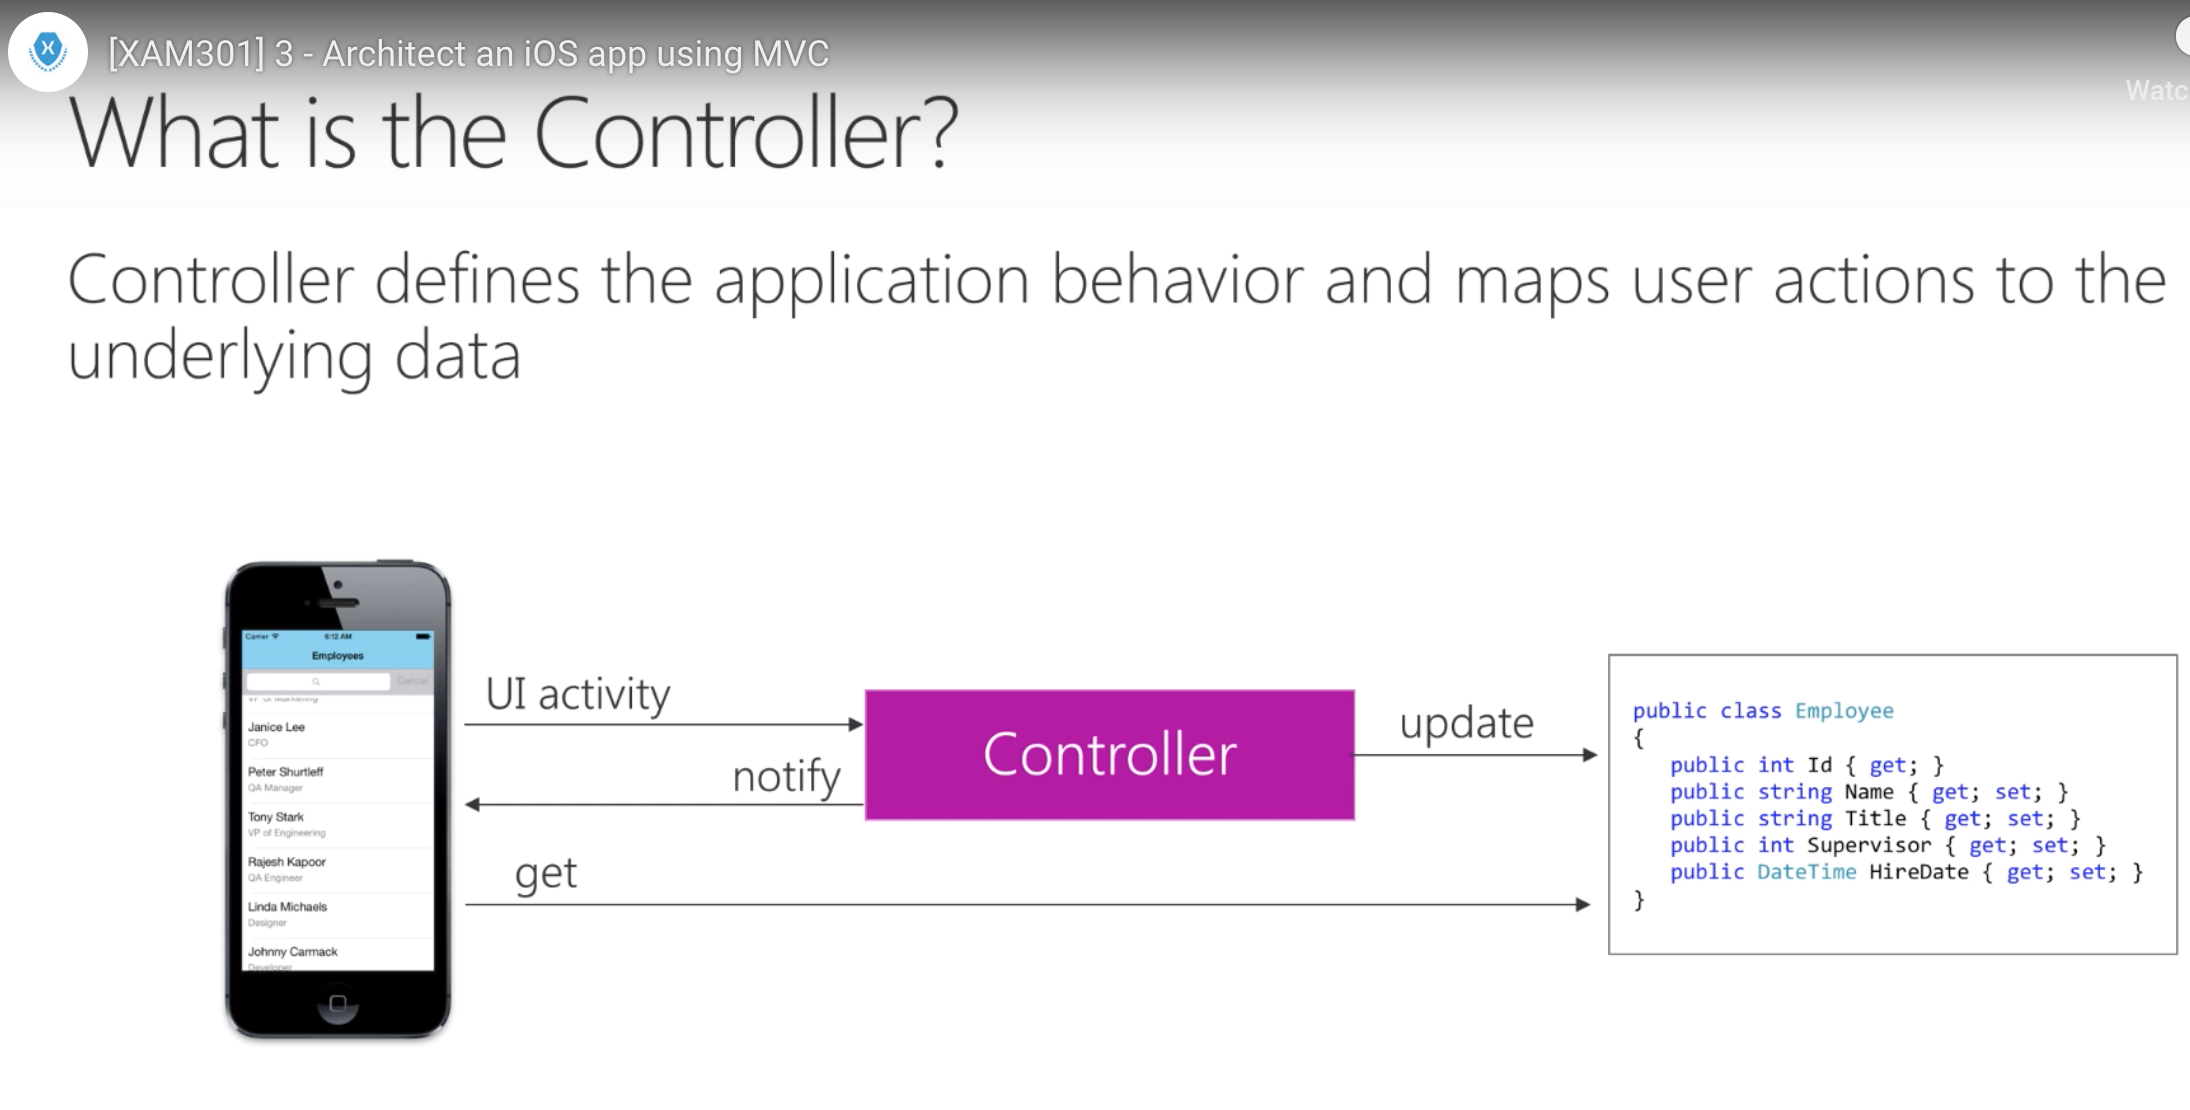 [XAM301] 3 - Architect an iOS app using MVC
Watc
What is the Controller?
Controller defines the application behavior and maps user actions to the
underlying data
Carrier 6:12 AM
Employees
Cancel
VP of Marketing
Janice Lee
CFO
Peter Shurtleff
QA Manager
Tony Stark
VP of Engineering
Rajesh Kapoor
QA Engineer
Linda Michaels
Designer
Johnny Carmack
Developer
UI activity
notify
get
Controller
update
public class Employee
{
public int Id { get; }
public string Name { get; set; }
public string Title { get; set; }
public int Supervisor { get; set; }
public DateTime HireDate { get; set; }
}